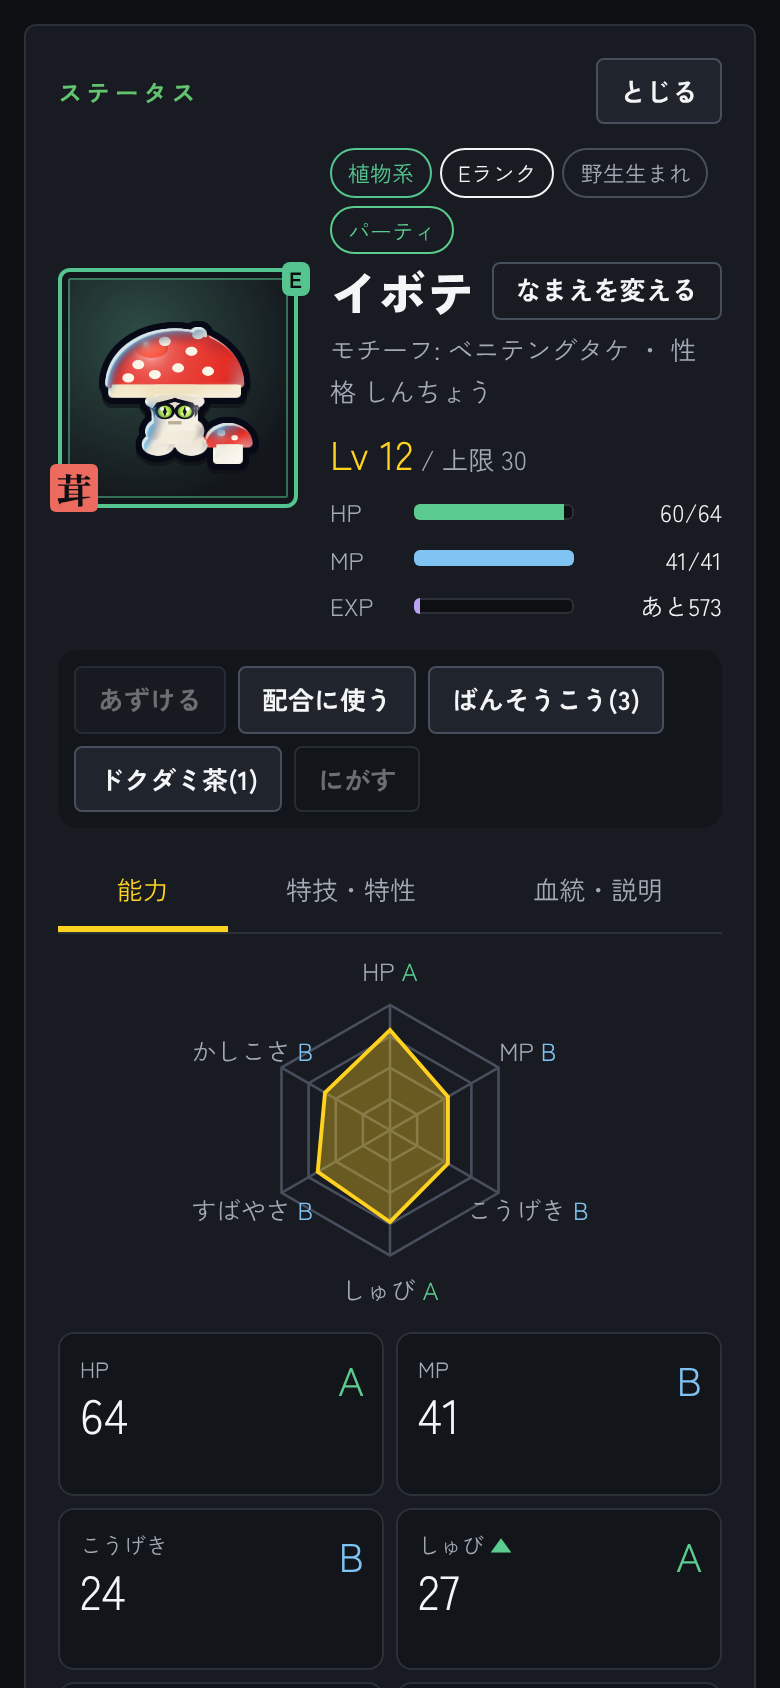 ステータス
とじる
植物系
Eランク
野生生まれ
パーティ
E
茸
イボテ
なまえを変える
モチーフ: ベニテングタケ ・ 性
格 しんちょう
Lv 12 / 上限 30
HP 60/64
MP 41/41
EXP あと573
あずける
配合に使う
ばんそうこう(3)
ドクダミ茶(1)
にがす
能力
特技・特性
血統・説明
HP A
かしこさ B
MP B
すばやさ B
こうげき B
しゅび A
HP
A
64
MP
B
41
こうげき
B
24
しゅび ▲
A
27